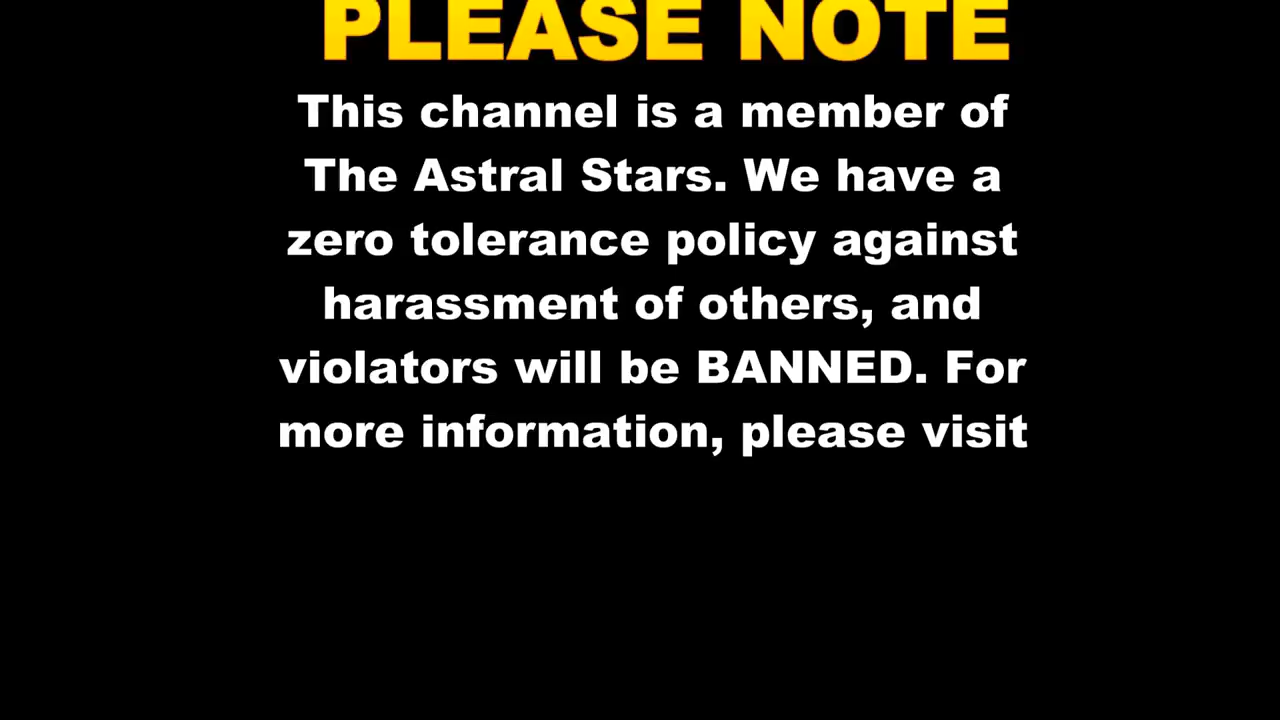 PLEASE NOTE
This channel is a member of
The Astral Stars. We have a
zero tolerance policy against
harassment of others, and
violators will be BANNED. For
more information, please visit